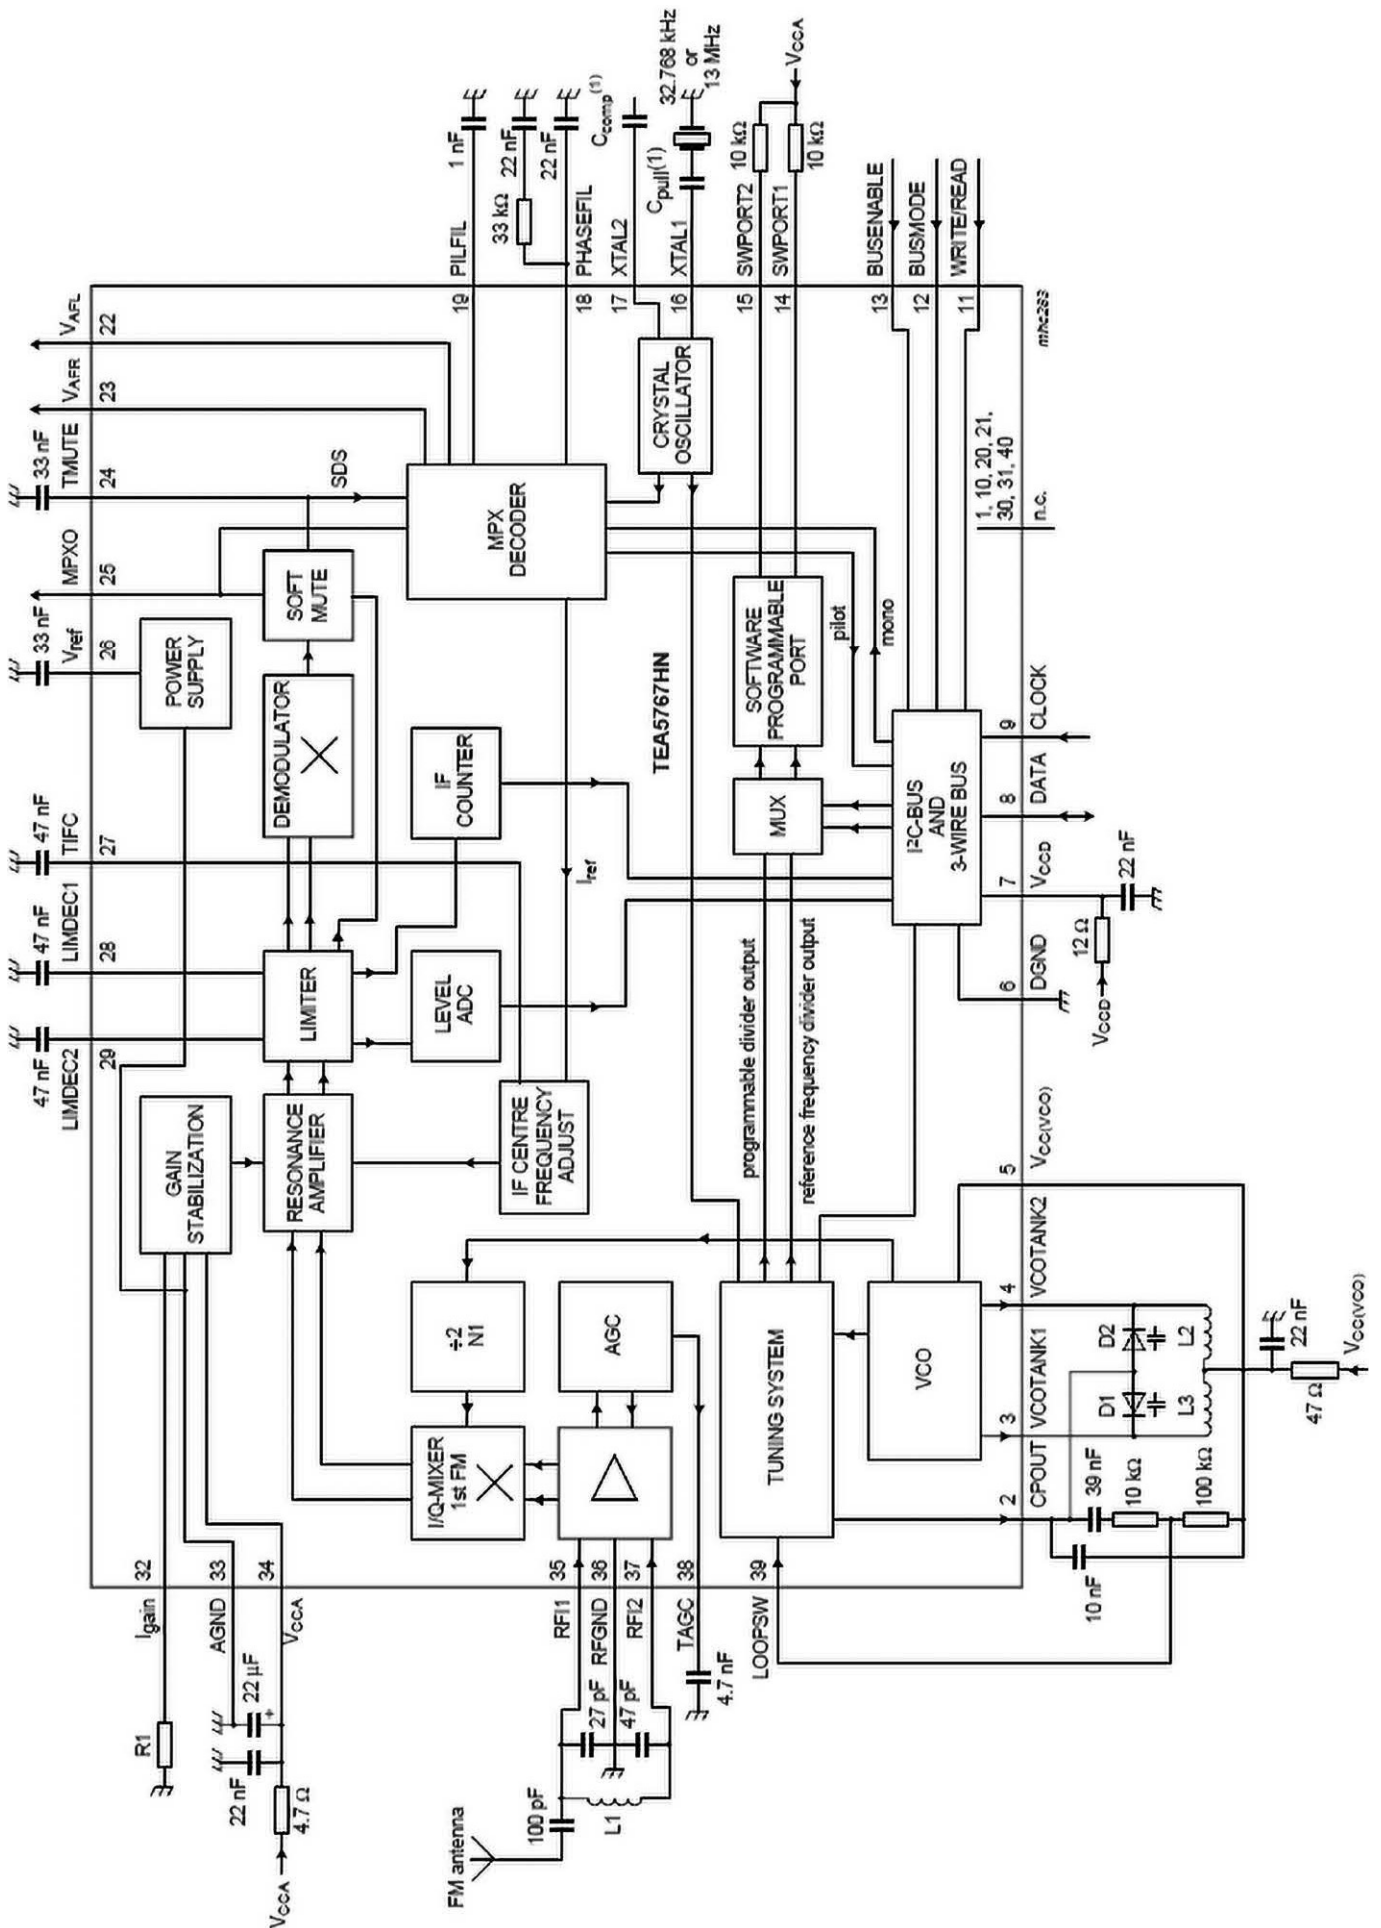 Igain
32
AGND
33
VCCA
34
R1
22 nF
22 µF
+
4.7 Ω
VCCA
GAIN
STABILIZATION
POWER
SUPPLY
47 nF
LIMDEC2
29
47 nF
LIMDEC1
28
47 nF
TIFC
27
33 nF
Vref
26
MPXO
25
33 nF
TMUTE
24
VAFR
23
VAFL
22
RESONANCE
AMPLIFIER
LIMITER
DEMODULATOR
SOFT
MUTE
SDS
I/Q-MIXER
1st FM
÷2
N1
IF CENTRE
FREQUENCY
ADJUST
LEVEL
ADC
IF
COUNTER
Iref
MPX
DECODER
PILFIL
19
1 nF
33 kΩ
22 nF
22 nF
18
PHASEFIL
17
XTAL2
Ccomp(1)
16
XTAL1
Cpull(1)
32.768 kHz
or
13 MHz
CRYSTAL
OSCILLATOR
FM antenna
100 pF
L1
27 pF
47 pF
RFI1
35
RFGND
36
RFI2
37
TAGC
38
4.7 nF
LOOPSW
39
AGC
TEA5767HN
TUNING SYSTEM
VCO
programmable divider output
reference frequency divider output
MUX
SOFTWARE
PROGRAMMABLE
PORT
15
SWPORT2
10 kΩ
14
SWPORT1
10 kΩ
VCCA
pilot
mono
I²C-BUS
AND
3-WIRE BUS
13
BUSENABLE
12
BUSMODE
11
WRITE/READ
1, 10, 20, 21,
30, 31, 40
n.c.
mhc283
2
CPOUT
3
VCOTANK1
4
VCOTANK2
5
VCC(VCO)
6
DGND
7
VCCD
8
DATA
9
CLOCK
10 nF
39 nF
10 kΩ
100 kΩ
D1
D2
L3
L2
47 Ω
22 nF
VCC(VCO)
VCCD
12 Ω
22 nF